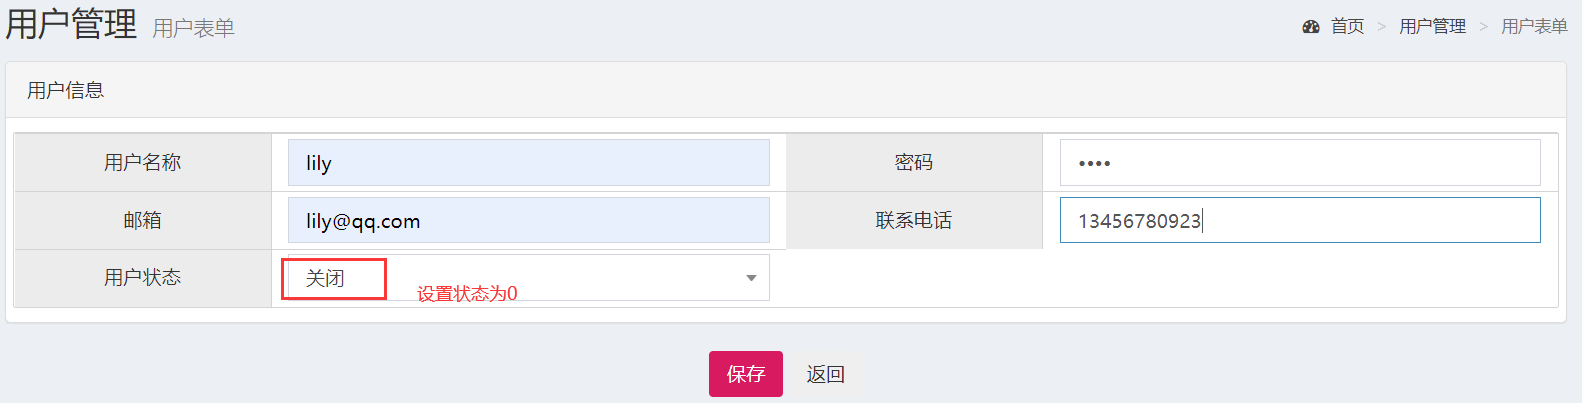 用户管理 用户表单
首页 > 用户管理 > 用户表单
用户信息
用户名称 lily 密码 ••••
邮箱 lily@qq.com 联系电话 13456780923
用户状态 关闭 设置状态为0
保存 返回